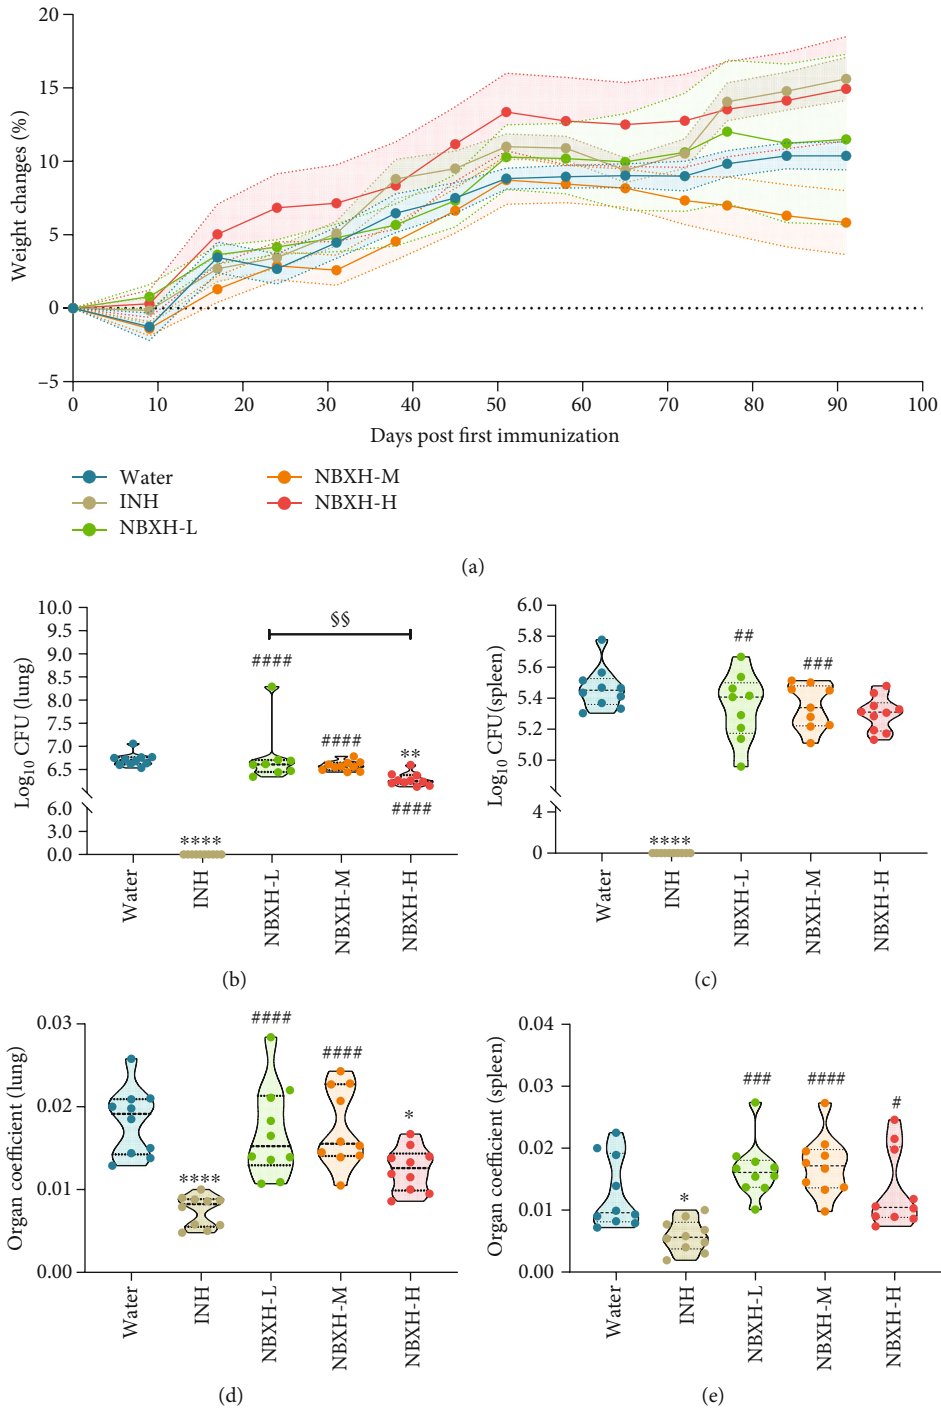 20
15
10
5
0
−5
Weight changes (%)
0 10 20 30 40 50 60 70 80 90 100
Days post first immunization
Water NBXH-M
INH NBXH-H
NBXH-L
(a)
10.0
9.5
9.0
8.5
8.0
7.5
7.0
6.5
6.0
3.0
0.0
Log10 CFU (lung)
§§
####
####
**
####
****
Water INH NBXH-L NBXH-M NBXH-H
(b)
6.0
5.8
5.6
5.4
5.2
5.0
4
0
Log10 CFU(spleen)
##
###
****
Water INH NBXH-L NBXH-M NBXH-H
(c)
0.03
0.02
0.01
0.00
Organ coefficient (lung)
####
####
*
****
Water INH NBXH-L NBXH-M NBXH-H
(d)
0.04
0.03
0.02
0.01
0.00
Organ coefficient (spleen)
###
####
#
*
Water INH NBXH-L NBXH-M NBXH-H
(e)